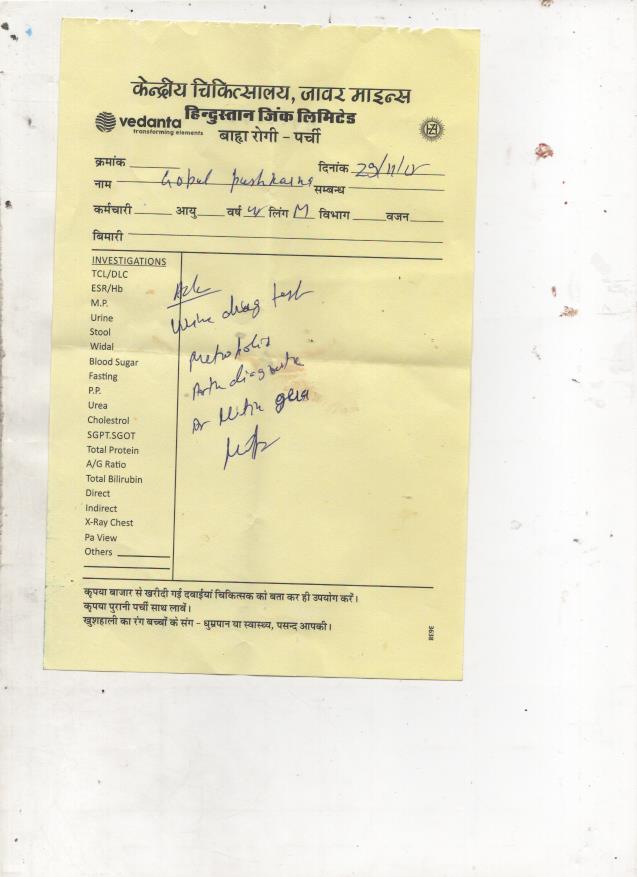 केन्द्रीय चिकित्सालय, जावर माइन्स
हिन्दुस्तान जिंक लिमिटेड
vedanta
transforming elements
बाह्य रोगी - पर्ची
क्रमांक
दिनांक 29/11/
नाम Gopal pushkarna सम्बन्ध
कर्मचारी आयु वर्ष लिंग M विभाग वजन
बिमारी
INVESTIGATIONS
TCL/DLC
ESR/Hb
M.P.
Urine
Stool
Widal
Blood Sugar
Fasting
P.P.
Urea
Cholestrol
SGPT.SGOT
Total Protein
A/G Ratio
Total Bilirubin
Direct
Indirect
X-Ray Chest
Pa View
Others
Urine drug test
Metropolis
diagnostic
Dr Nitin
कृपया बाजार से खरीदी गई दवाईयां चिकित्सक को बता कर ही उपयोग करें।
कृपया पुरानी पर्ची साथ लावें।
खुशहाली का रंग बच्चों के संग - धुम्रपान या स्वास्थ्य, पसन्द आपकी।